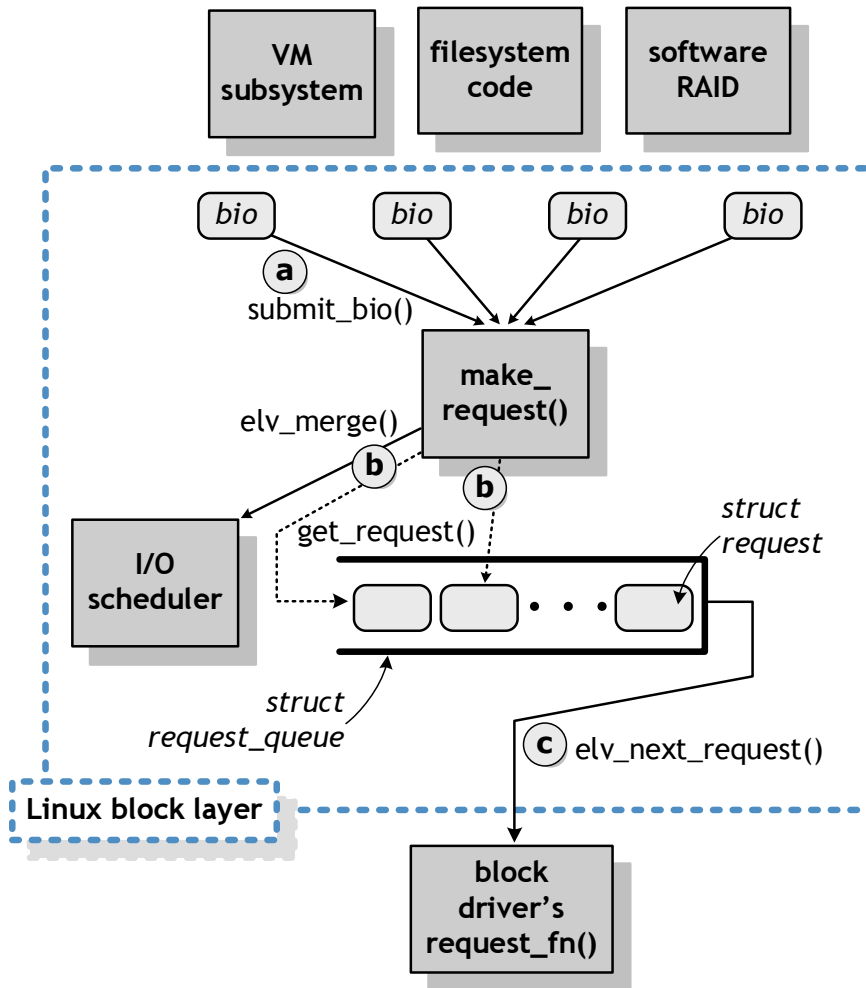 VM
subsystem
filesystem
code
software
RAID
bio
bio
bio
bio
a
submit_bio()
make_
request()
elv_merge()
b
b
get_request()
struct
request
I/O
scheduler
struct
request_queue
c
elv_next_request()
Linux block layer
block
driver’s
request_fn()